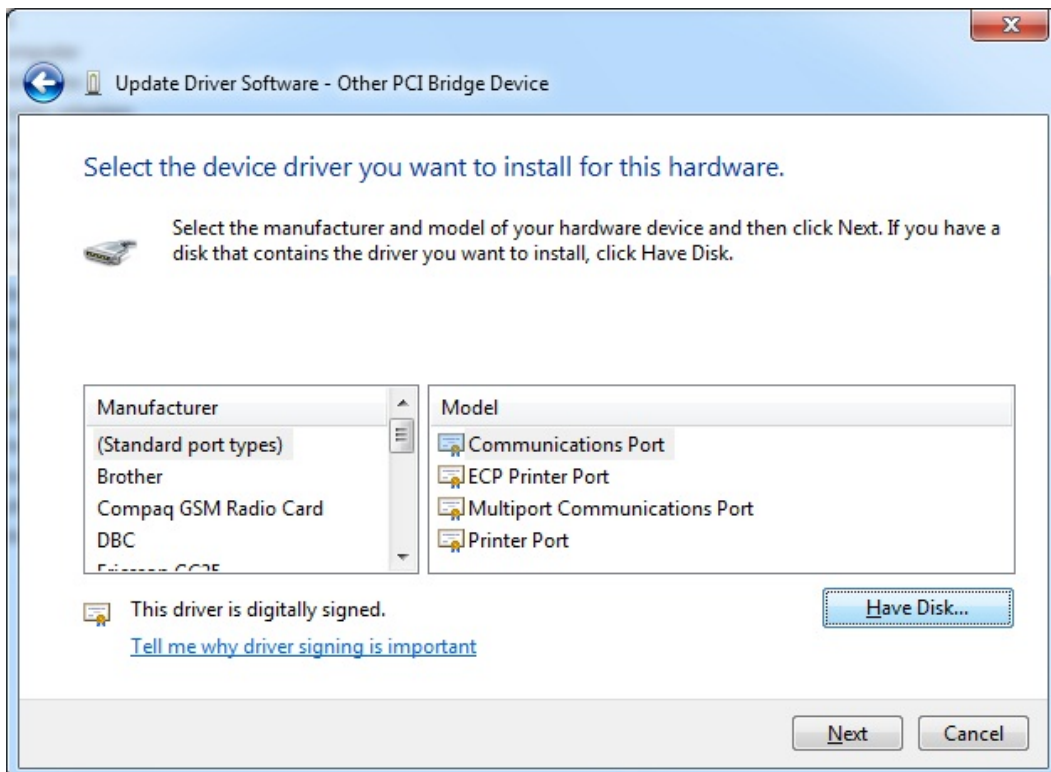 Update Driver Software - Other PCI Bridge Device
Select the device driver you want to install for this hardware.
Select the manufacturer and model of your hardware device and then click Next. If you have a
disk that contains the driver you want to install, click Have Disk.
Manufacturer
(Standard port types)
Brother
Compaq GSM Radio Card
DBC
Model
Communications Port
ECP Printer Port
Multiport Communications Port
Printer Port
This driver is digitally signed.
Have Disk...
Tell me why driver signing is important
Next
Cancel